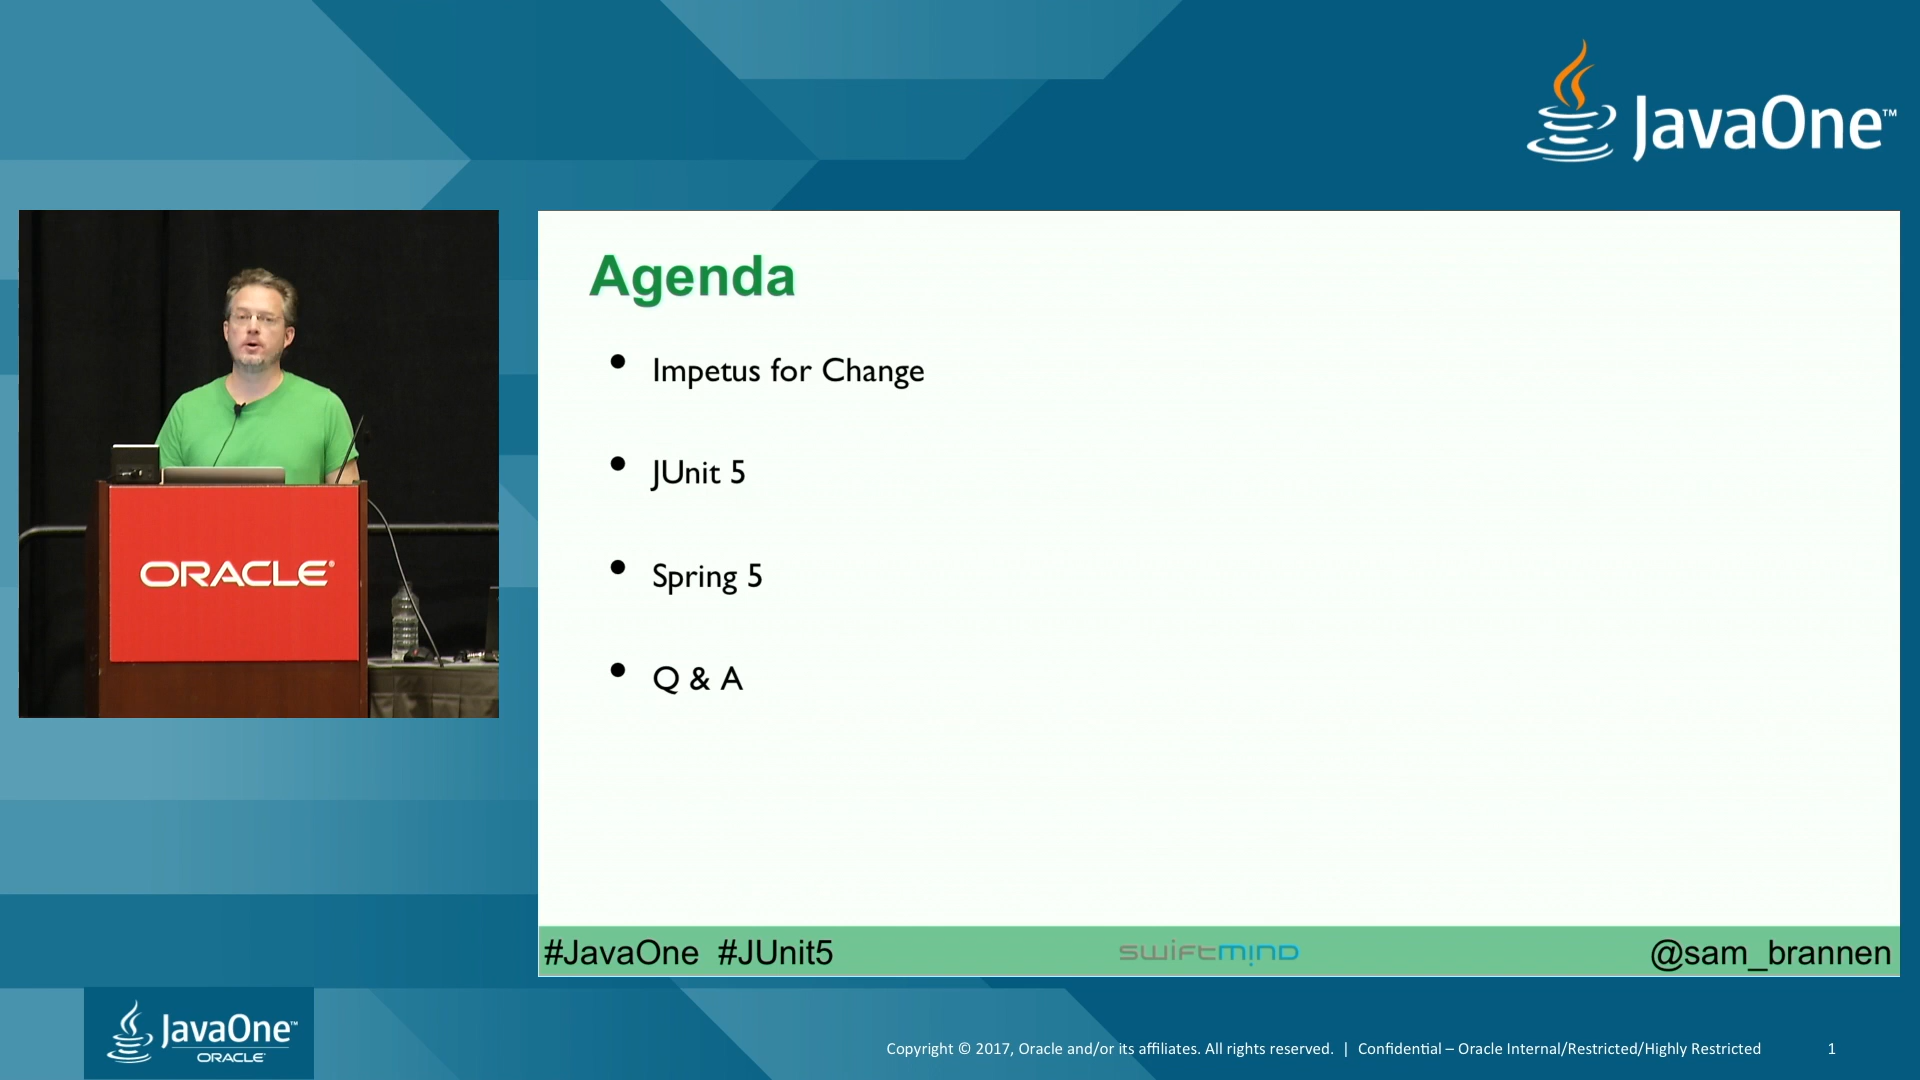 JavaOne™
Agenda
• Impetus for Change
• JUnit 5
• Spring 5
• Q & A
ORACLE®
#JavaOne #JUnit5
swiftmind
@sam_brannen
JavaOne™
ORACLE®
Copyright © 2017, Oracle and/or its affiliates. All rights reserved. | Confidential – Oracle Internal/Restricted/Highly Restricted 1